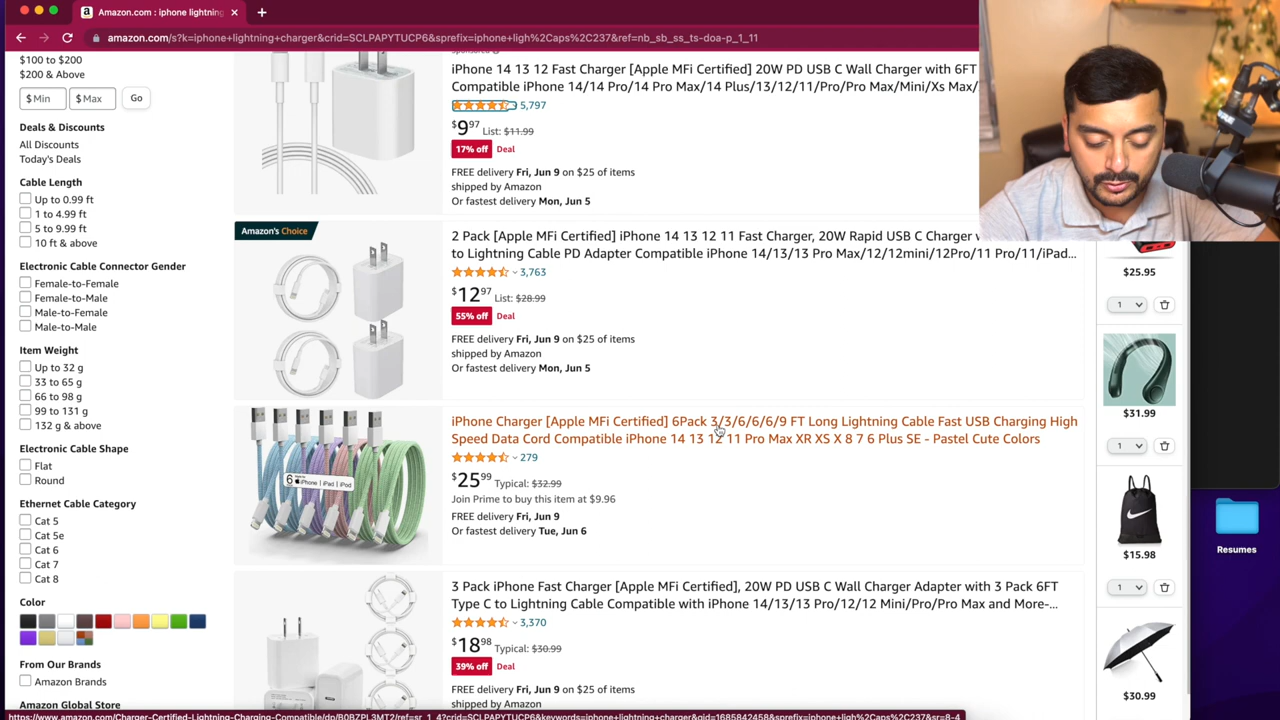 Amazon.com : iphone lightning
amazon.com/s?k=iphone+lightning+charger&crid=SCLPAPYTUCP6&sprefix=iphone+ligh%2Caps%2C237&ref=nb_sb_ss_ts-doa-p_1_11
$100 to $200
$200 & Above
$ Min $ Max Go
Deals & Discounts
All Discounts
Today's Deals
Cable Length
Up to 0.99 ft
1 to 4.99 ft
5 to 9.99 ft
10 ft & above
Electronic Cable Connector Gender
Female-to-Female
Female-to-Male
Male-to-Female
Male-to-Male
Item Weight
Up to 32 g
33 to 65 g
66 to 98 g
99 to 131 g
132 g & above
Electronic Cable Shape
Flat
Round
Ethernet Cable Category
Cat 5
Cat 5e
Cat 6
Cat 7
Cat 8
Color
From Our Brands
Amazon Brands
Amazon Global Store
iPhone 14 13 12 Fast Charger [Apple MFi Certified] 20W PD USB C Wall Charger with 6FT
Compatible iPhone 14/14 Pro/14 Pro Max/14 Plus/13/12/11/Pro/Pro Max/Mini/Xs Max/
5,797
$9.97 List: $11.99
17% off Deal
FREE delivery Fri, Jun 9 on $25 of items
shipped by Amazon
Or fastest delivery Mon, Jun 5
Amazon's Choice
2 Pack [Apple MFi Certified] iPhone 14 13 12 11 Fast Charger, 20W Rapid USB C Charger
to Lightning Cable PD Adapter Compatible iPhone 14/13/13 Pro Max/12/12mini/12Pro/11 Pro/11/iPad...
3,763
$12.97 List: $28.99
55% off Deal
FREE delivery Fri, Jun 9 on $25 of items
shipped by Amazon
Or fastest delivery Mon, Jun 5
6
iPhone | iPad | iPod
iPhone Charger [Apple MFi Certified] 6Pack 3/3/6/6/6/9 FT Long Lightning Cable Fast USB Charging High
Speed Data Cord Compatible iPhone 14 13 12 11 Pro Max XR XS X 8 7 6 Plus SE - Pastel Cute Colors
279
$25.99 Typical: $32.99
Join Prime to buy this item at $9.96
FREE delivery Fri, Jun 9
Or fastest delivery Tue, Jun 6
3 Pack iPhone Fast Charger [Apple MFi Certified], 20W PD USB C Wall Charger Adapter with 3 Pack 6FT
Type C to Lightning Cable Compatible with iPhone 14/13/13 Pro/12/12 Mini/Pro/Pro Max and More-...
3,370
$18.98 Typical: $30.99
39% off Deal
FREE delivery Fri, Jun 9 on $25 of items
shipped by Amazon
$25.95
1
$31.99
1
$15.98
1
$30.99
Resumes